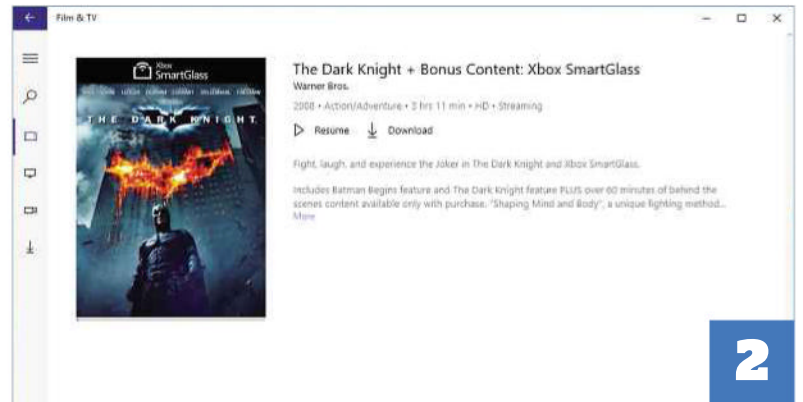 Film & TV
Xbox
SmartGlass
THE DARK KNIGHT
The Dark Knight + Bonus Content: Xbox SmartGlass
Warner Bros.
2008 • Action/Adventure • 3 hrs 11 min • HD • Streaming
Resume Download
Fight, laugh, and experience the Joker in The Dark Knight and Xbox SmartGlass.
Includes Batman Begins feature and The Dark Knight feature PLUS over 60 minutes of behind the
scenes content available only with purchase. "Shaping Mind and Body", a unique fighting method...
More
2